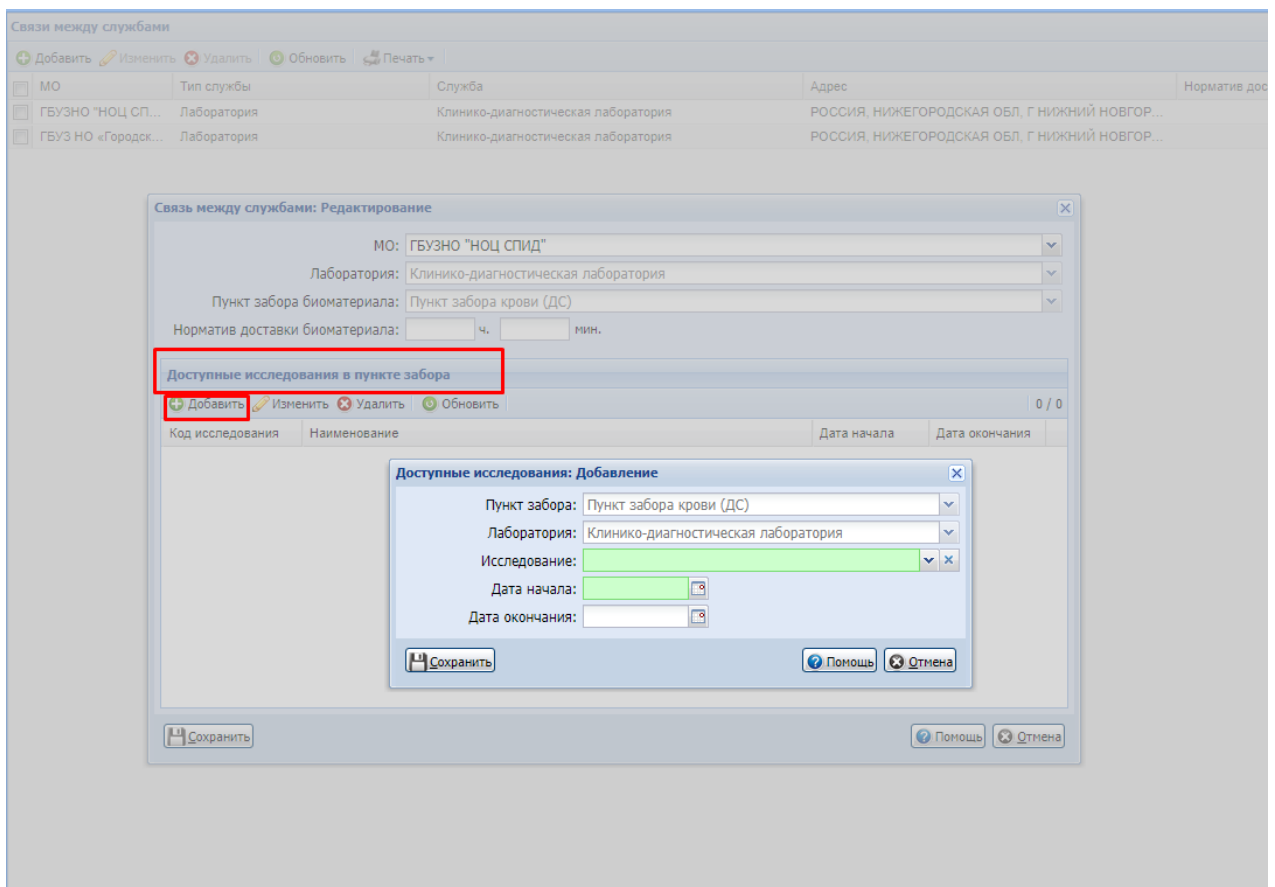 Связи между службами
Добавить Изменить Удалить Обновить Печать
МО Тип службы Служба Адрес Норматив дос
ГБУЗНО "НОЦ СП... Лаборатория Клинико-диагностическая лаборатория РОССИЯ, НИЖЕГОРОДСКАЯ ОБЛ, Г НИЖНИЙ НОВГОР...
ГБУЗ НО «Городск... Лаборатория Клинико-диагностическая лаборатория РОССИЯ, НИЖЕГОРОДСКАЯ ОБЛ, Г НИЖНИЙ НОВГОР...
Связь между службами: Редактирование
МО: ГБУЗНО "НОЦ СПИД"
Лаборатория: Клинико-диагностическая лаборатория
Пункт забора биоматериала: Пункт забора крови (ДС)
Норматив доставки биоматериала: ч. мин.
Доступные исследования в пункте забора
Добавить Изменить Удалить Обновить 0 / 0
Код исследования Наименование Дата начала Дата окончания
Доступные исследования: Добавление
Пункт забора: Пункт забора крови (ДС)
Лаборатория: Клинико-диагностическая лаборатория
Исследование:
Дата начала:
Дата окончания:
Сохранить Помощь Отмена
Сохранить Помощь Отмена